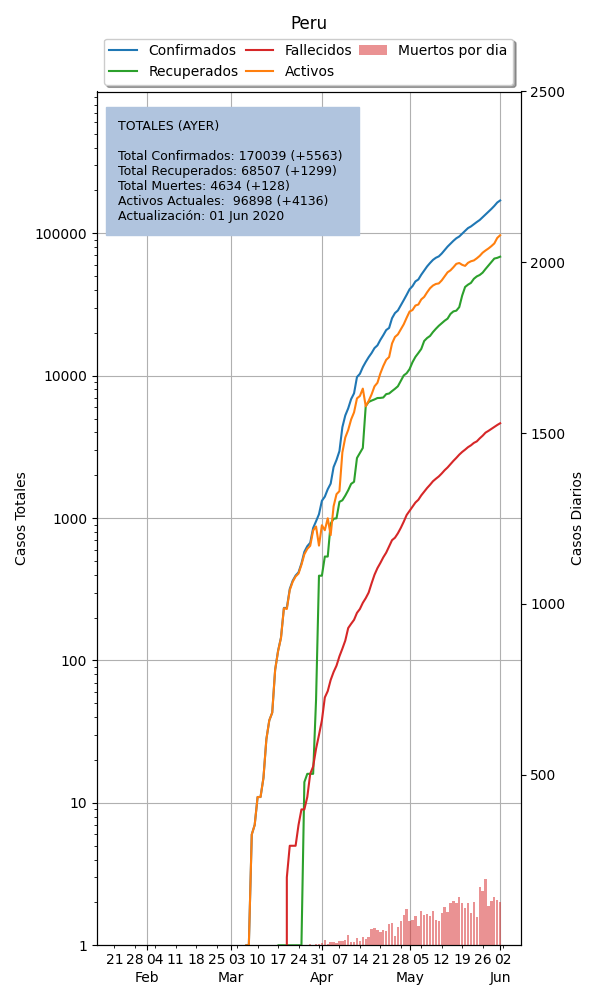 Peru
Confirmados
Recuperados
Fallecidos
Activos
Muertos por dia
TOTALES (AYER)
Total Confirmados: 170039 (+5563)
Total Recuperados: 68507 (+1299)
Total Muertes: 4634 (+128)
Activos Actuales:  96898 (+4136)
Actualización: 01 Jun 2020
Casos Totales
100000
10000
1000
100
10
1
2500
2000
1500
1000
500
Casos Diarios
21 28 04 11 18 25 03 10 17 24 31 07 14 21 28 05 12 19 26 02
Feb Mar Apr May Jun